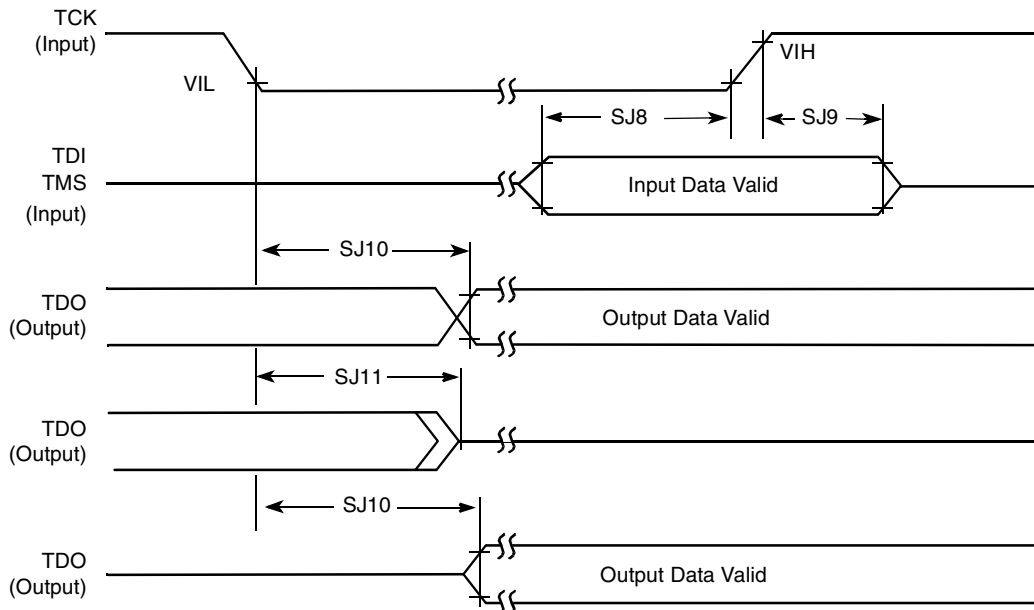 TCK
(Input)
VIH
VIL
SJ8
SJ9
TDI
TMS
(Input)
Input Data Valid
SJ10
TDO
(Output)
Output Data Valid
SJ11
TDO
(Output)
SJ10
TDO
(Output)
Output Data Valid